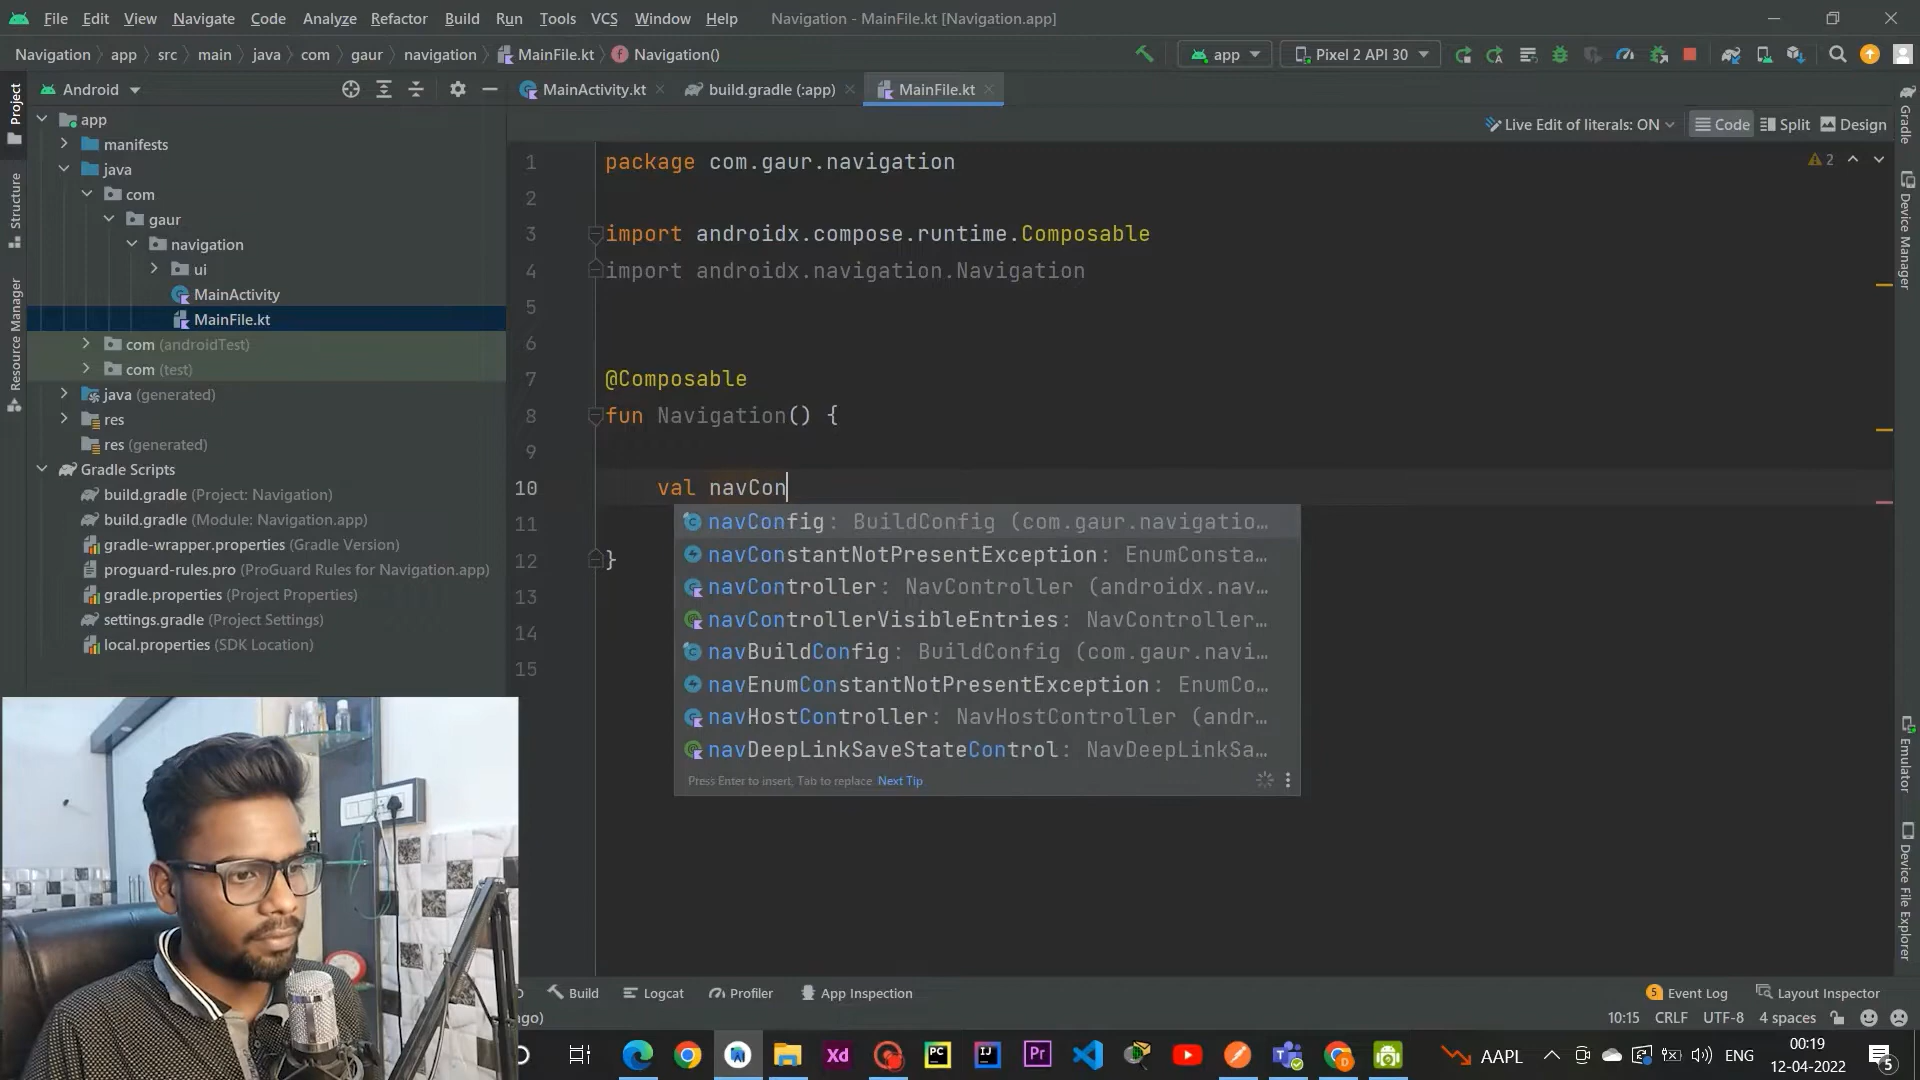 File Edit View Navigate Code Analyze Refactor Build Run Tools VCS Window Help Navigation - MainFile.kt [Navigation.app]
Navigation app src main java com gaur navigation MainFile.kt Navigation() app Pixel 2 API 30
Android MainActivity.kt build.gradle (:app) MainFile.kt
Live Edit of literals: ON Code Split Design
Project
Structure
Resource Manager
app
manifests
java
com
gaur
navigation
ui
MainActivity
MainFile.kt
com (androidTest)
com (test)
java (generated)
res
res (generated)
Gradle Scripts
build.gradle (Project: Navigation)
build.gradle (Module: Navigation.app)
gradle-wrapper.properties (Gradle Version)
proguard-rules.pro (ProGuard Rules for Navigation.app)
gradle.properties (Project Properties)
settings.gradle (Project Settings)
local.properties (SDK Location)
2
1 package com.gaur.navigation
2
3 import androidx.compose.runtime.Composable
4 import androidx.navigation.Navigation
5
6
7 @Composable
8 fun Navigation() {
9
10 val navCon
11
12 }
13
14
15
navConfig: BuildConfig (com.gaur.navigatio…
navConstantNotPresentException: EnumConsta…
navController: NavController (androidx.nav…
navControllerVisibleEntries: NavController…
navBuildConfig: BuildConfig (com.gaur.navi…
navEnumConstantNotPresentException: EnumCo…
navHostController: NavHostController (andr…
navDeepLinkSaveStateControl: NavDeepLinkSa…
Press Enter to insert, Tab to replace Next Tip
Gradle
Device Manager
Emulator
Device File Explorer
Build Logcat Profiler App Inspection 5 Event Log Layout Inspector
ago) 10:15 CRLF UTF-8 4 spaces
Xd PC IJ Pr AAPL ENG 00:19
12-04-2022 5